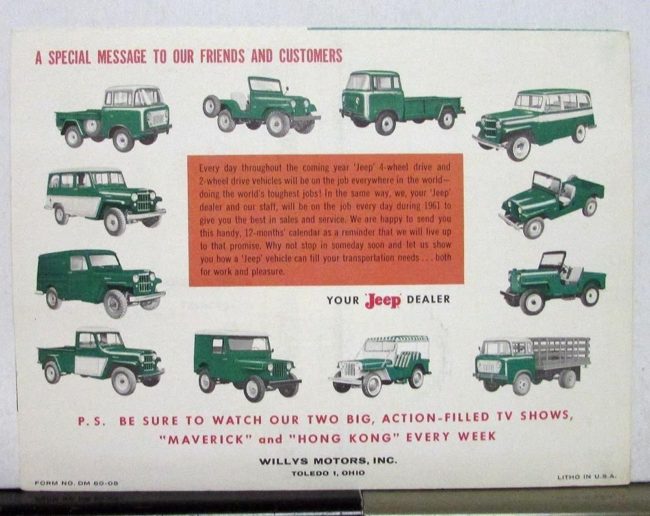 A SPECIAL MESSAGE TO OUR FRIENDS AND CUSTOMERS
Every day throughout the coming year 'Jeep' 4-wheel drive and
2-wheel drive vehicles will be on the job everywhere in the world—
doing the world's toughest jobs! In the same way, we, your 'Jeep'
dealer and our staff, will be on the job every day during 1961 to
give you the best in sales and service. We are happy to send you
this handy, 12-months' calendar as a reminder that we will live up
to that promise. Why not stop in someday soon and let us show
you how a 'Jeep' vehicle can fill your transportation needs . . . both
for work and pleasure.
YOUR 'Jeep' DEALER
P.S. BE SURE TO WATCH OUR TWO BIG, ACTION-FILLED TV SHOWS,
"MAVERICK" and "HONG KONG" EVERY WEEK
WILLYS MOTORS, INC.
TOLEDO 1, OHIO
FORM NO. DM 60-08
LITHO IN U.S.A.